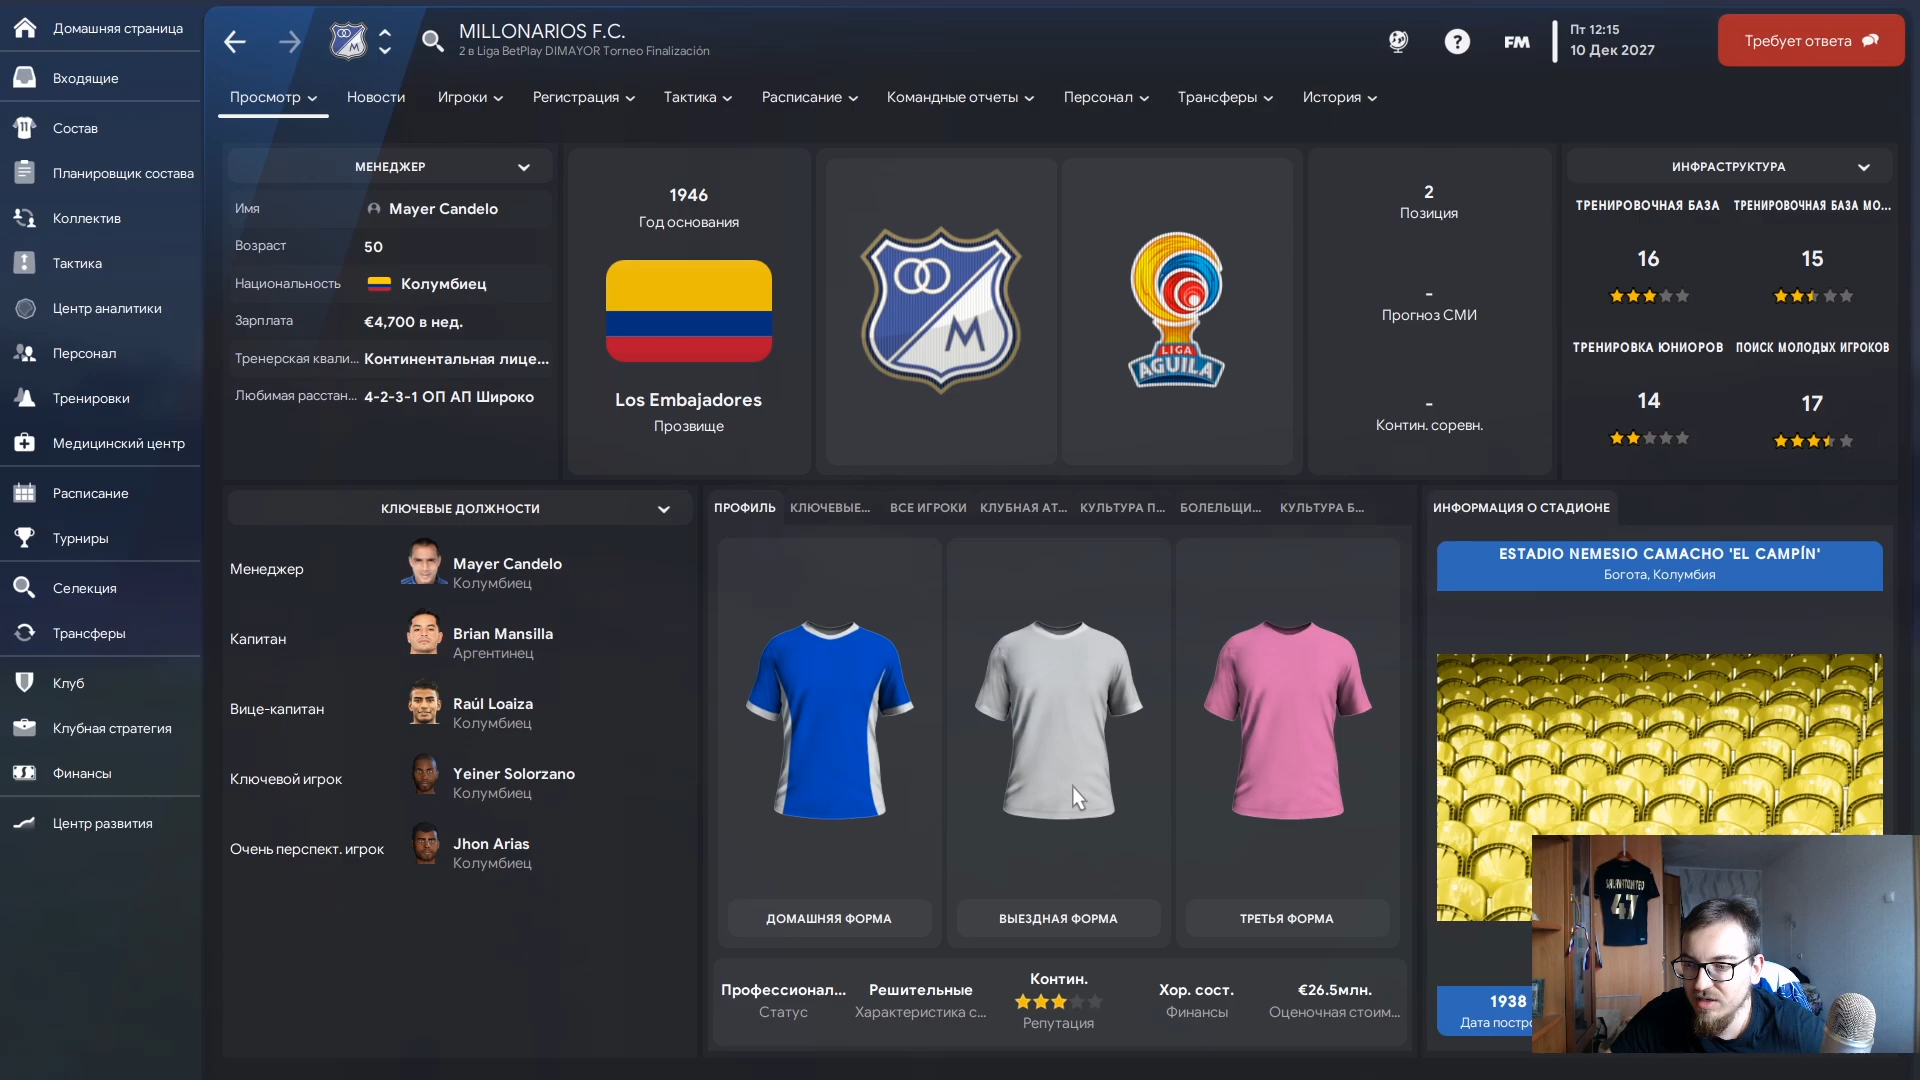 Домашняя страница
Входящие
Состав
Планировщик состава
Коллектив
Тактика
Центр аналитики
Персонал
Тренировки
Медицинский центр
Расписание
Турниры
Селекция
Трансферы
Клуб
Клубная стратегия
Финансы
Центр развития
MILLONARIOS F.C.
2 в Liga BetPlay DIMAYOR Torneo Finalización
?
FM
Пт 12:15
10 Дек 2027
Требует ответа
Просмотр
Новости
Игроки
Регистрация
Тактика
Расписание
Командные отчеты
Персонал
Трансферы
История
МЕНЕДЖЕР
Имя Mayer Candelo
Возраст 50
Национальность Колумбиец
Зарплата €4,700 в нед.
Тренерская квали... Континентальная лице...
Любимая расстан... 4-2-3-1 ОП АП Широко
1946
Год основания
Los Embajadores
Прозвище
M
LIGA
AGUILA
2
Позиция
-
Прогноз СМИ
-
Контин. соревн.
ИНФРАСТРУКТУРА
ТРЕНИРОВОЧНАЯ БАЗА
16
ТРЕНИРОВОЧНАЯ БАЗА МО...
15
ТРЕНИРОВКА ЮНИОРОВ
14
ПОИСК МОЛОДЫХ ИГРОКОВ
17
КЛЮЧЕВЫЕ ДОЛЖНОСТИ
Менеджер
Mayer Candelo
Колумбиец
Капитан
Brian Mansilla
Аргентинец
Вице-капитан
Raúl Loaiza
Колумбиец
Ключевой игрок
Yeiner Solorzano
Колумбиец
Очень перспект. игрок
Jhon Arias
Колумбиец
ПРОФИЛЬ
КЛЮЧЕВЫЕ...
ВСЕ ИГРОКИ
КЛУБНАЯ АТ...
КУЛЬТУРА П...
БОЛЕЛЬЩИ...
КУЛЬТУРА Б...
ДОМАШНЯЯ ФОРМА
ВЫЕЗДНАЯ ФОРМА
ТРЕТЬЯ ФОРМА
Профессионал...
Статус
Решительные
Характеристика с...
Контин.
Репутация
Хор. сост.
Финансы
€26.5млн.
Оценочная стоим...
ИНФОРМАЦИЯ О СТАДИОНЕ
ESTADIO NEMESIO CAMACHO 'EL CAMPÍN'
Богота, Колумбия
1938
Дата постро
47